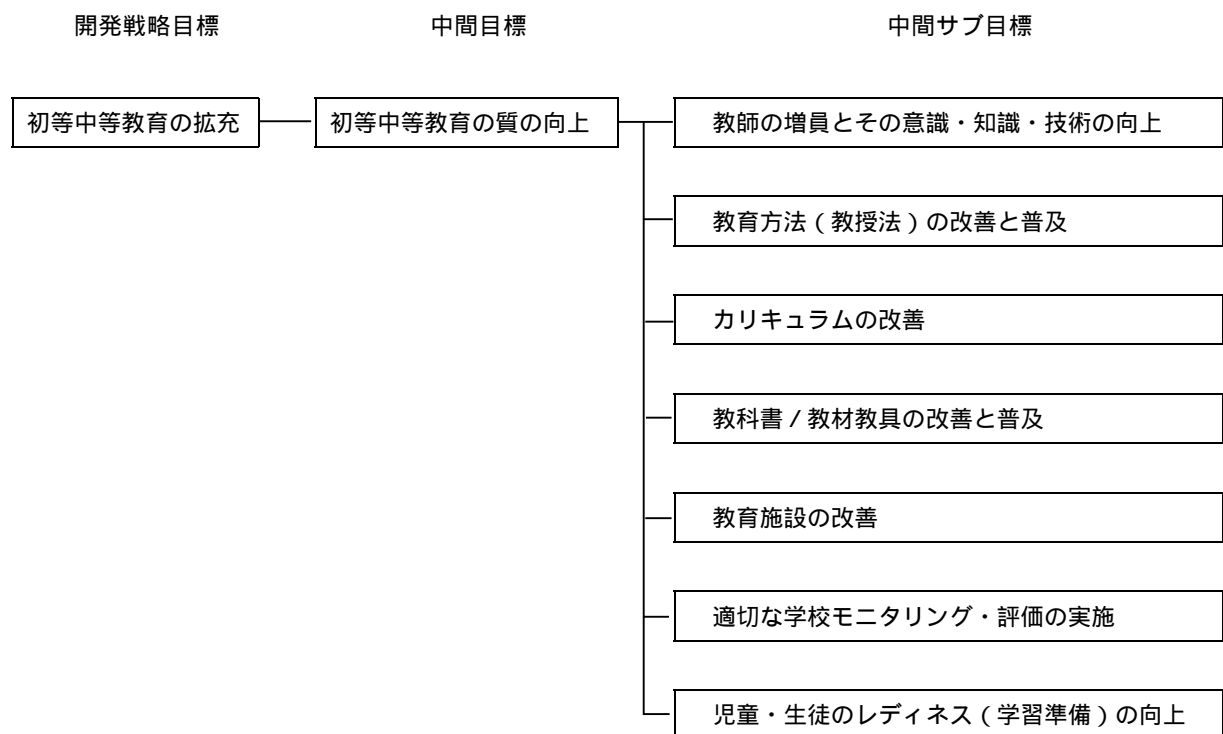 開発戦略目標 中間目標 中間サブ目標
初等中等教育の拡充 初等中等教育の質の向上 教師の増員とその意識・知識・技術の向上
教育方法（教授法）の改善と普及
カリキュラムの改善
教科書／教材教具の改善と普及
教育施設の改善
適切な学校モニタリング・評価の実施
児童・生徒のレディネス（学習準備）の向上